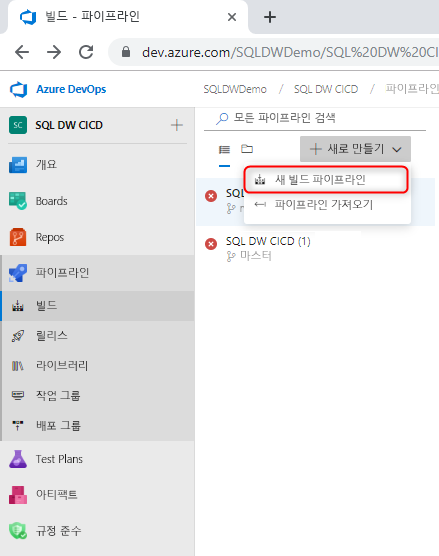 빌드 - 파이프라인
dev.azure.com/SQLDWDemo/SQL%20DW%20CI
Azure DevOps
SQLDWDemo / SQL DW CICD / 파이프라인
SC SQL DW CICD
모든 파이프라인 검색
개요
새로 만들기
Boards
새 빌드 파이프라인
SQL
Repos
파이프라인 가져오기
파이프라인
SQL DW CICD (1)
마스터
빌드
릴리스
라이브러리
작업 그룹
배포 그룹
Test Plans
아티팩트
규정 준수